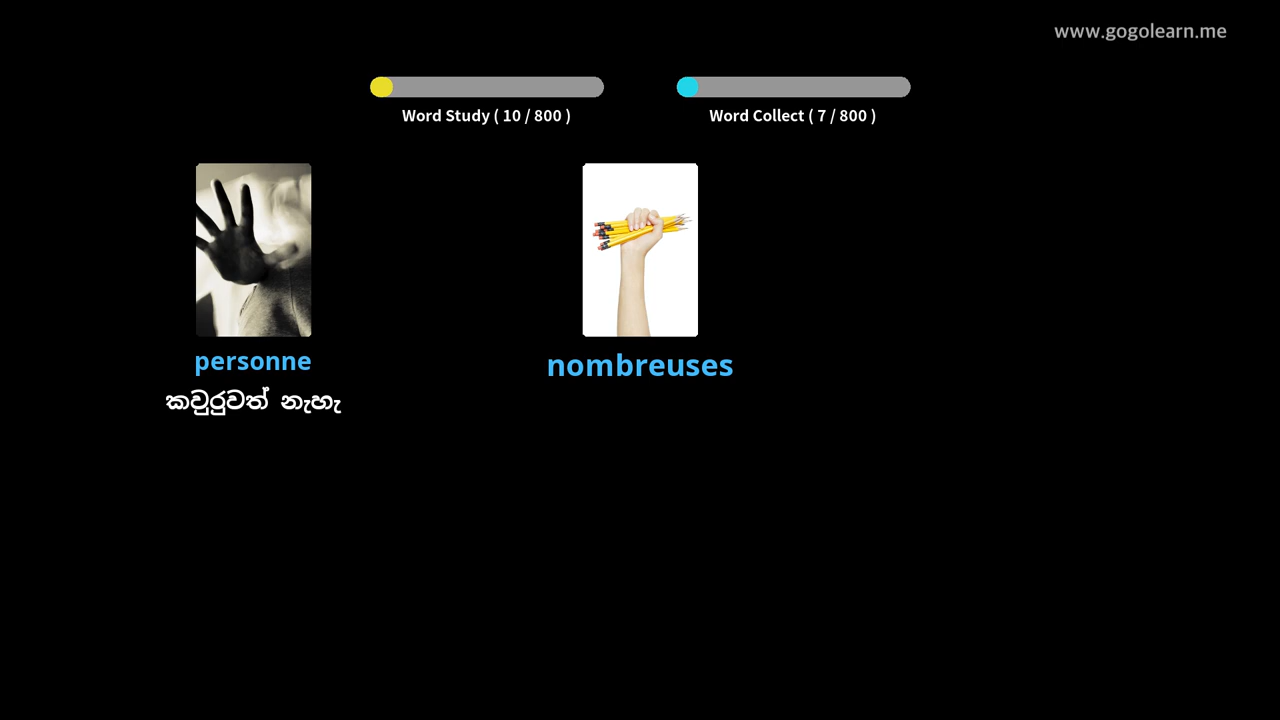 www.gogolearn.me
Word Study ( 10 / 800 )
Word Collect ( 7 / 800 )
personne
කවුරුවත් නැහැ
nombreuses